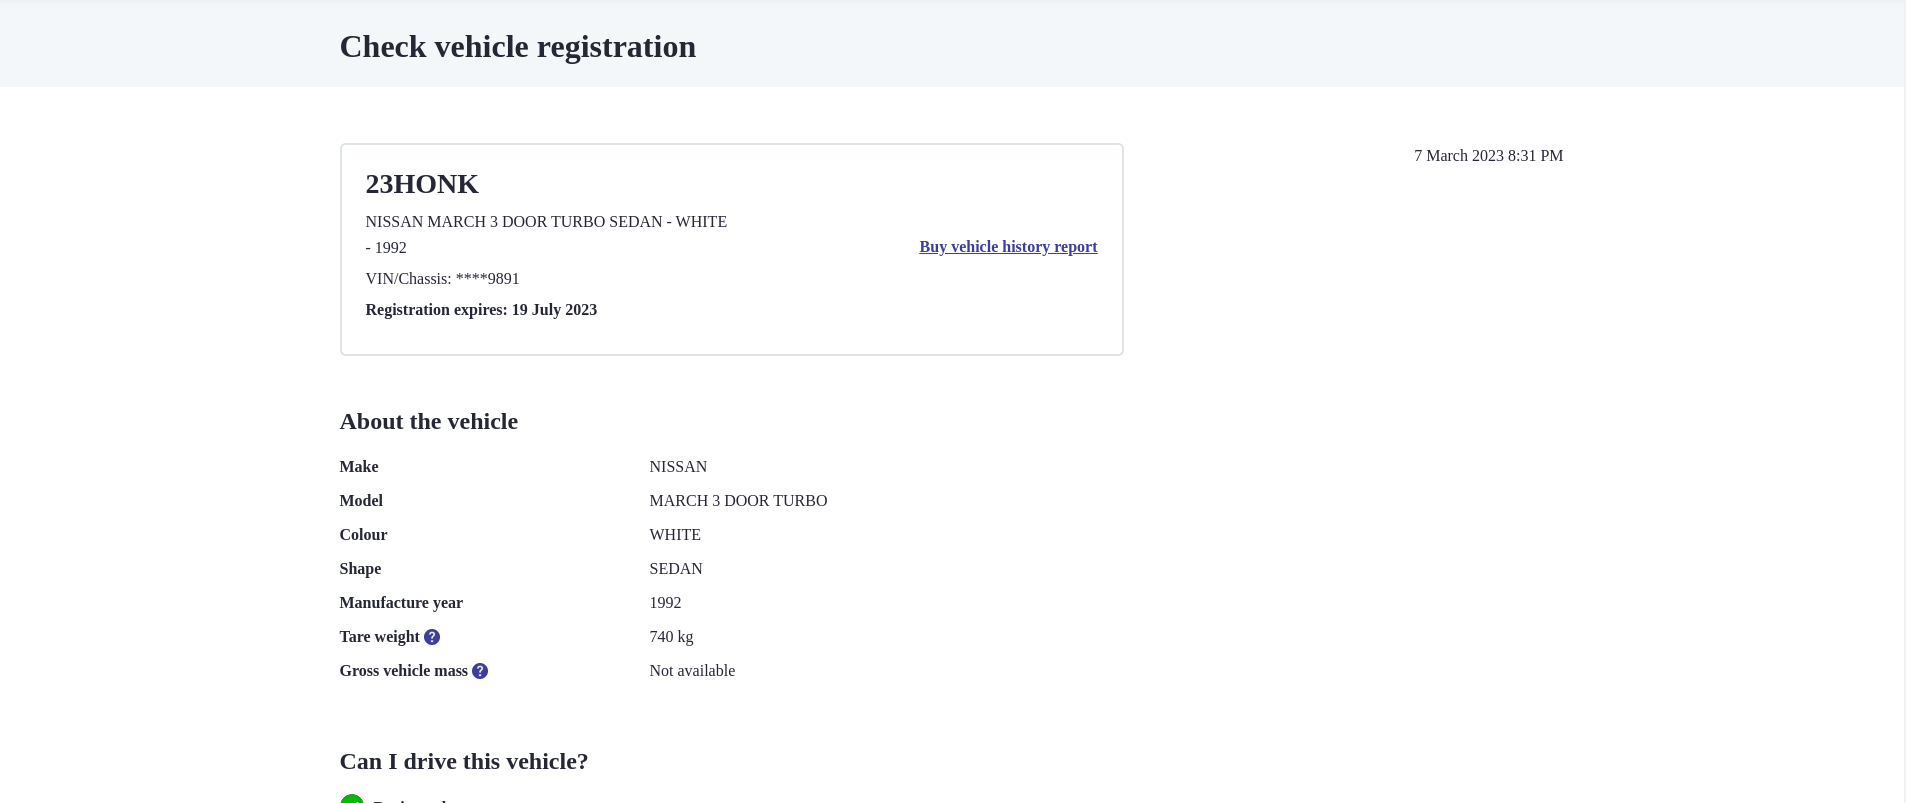 Check vehicle registration
7 March 2023 8:31 PM
23HONK
NISSAN MARCH 3 DOOR TURBO SEDAN - WHITE
- 1992
Buy vehicle history report
VIN/Chassis: ****9891
Registration expires: 19 July 2023
About the vehicle
Make NISSAN
Model MARCH 3 DOOR TURBO
Colour WHITE
Shape SEDAN
Manufacture year 1992
Tare weight ? 740 kg
Gross vehicle mass ? Not available
Can I drive this vehicle?